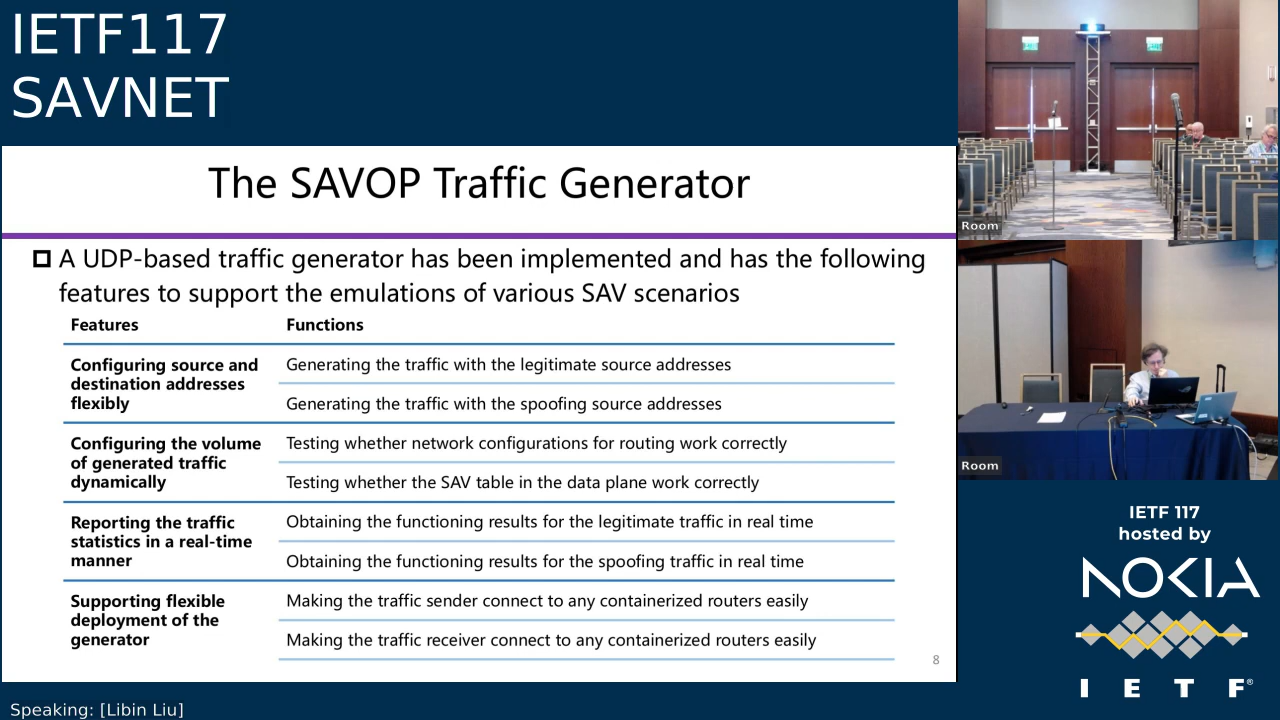 IETF117
SAVNET
The SAVOP Traffic Generator
A UDP-based traffic generator has been implemented and has the following
features to support the emulations of various SAV scenarios
Features
Functions
Configuring source and
destination addresses
flexibly
Generating the traffic with the legitimate source addresses
Generating the traffic with the spoofing source addresses
Configuring the volume
of generated traffic
dynamically
Testing whether network configurations for routing work correctly
Testing whether the SAV table in the data plane work correctly
Reporting the traffic
statistics in a real-time
manner
Obtaining the functioning results for the legitimate traffic in real time
Obtaining the functioning results for the spoofing traffic in real time
Supporting flexible
deployment of the
generator
Making the traffic sender connect to any containerized routers easily
Making the traffic receiver connect to any containerized routers easily
8
Room
Room
IETF 117
hosted by
NOKIA
I E T F®
Speaking: [Libin Liu]